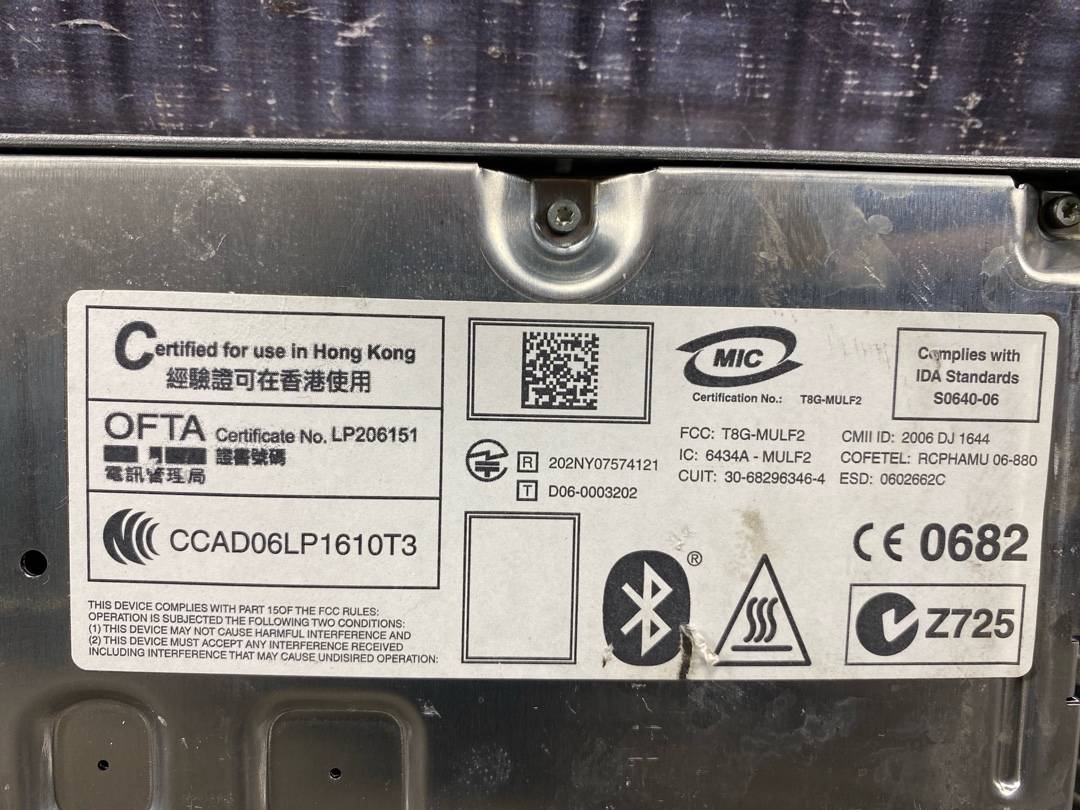 Certified for use in Hong Kong
經驗證可在香港使用
OFTA Certificate No. LP206151
證書號碼
電訊管理局
CCAD06LP1610T3
THIS DEVICE COMPLIES WITH PART 15OF THE FCC RULES:
OPERATION IS SUBJECTED THE FOLLOWING TWO CONDITIONS:
(1) THIS DEVICE MAY NOT CAUSE HARMFUL INTERFERENCE AND
(2) THIS DEVICE MUST ACCEPT ANY INTERFERENCE RECEIVED
INCLUDING INTERFERENCE THAT MAY CAUSE UNDISIRED OPERATION:
R 202NY07574121
T D06-0003202
MIC
Certification No.: T8G-MULF2
Complies with
IDA Standards
S0640-06
FCC: T8G-MULF2 CMII ID: 2006 DJ 1644
IC: 6434A - MULF2 COFETEL: RCPHAMU 06-880
CUIT: 30-68296346-4 ESD: 0602662C
®
CE 0682
Z725